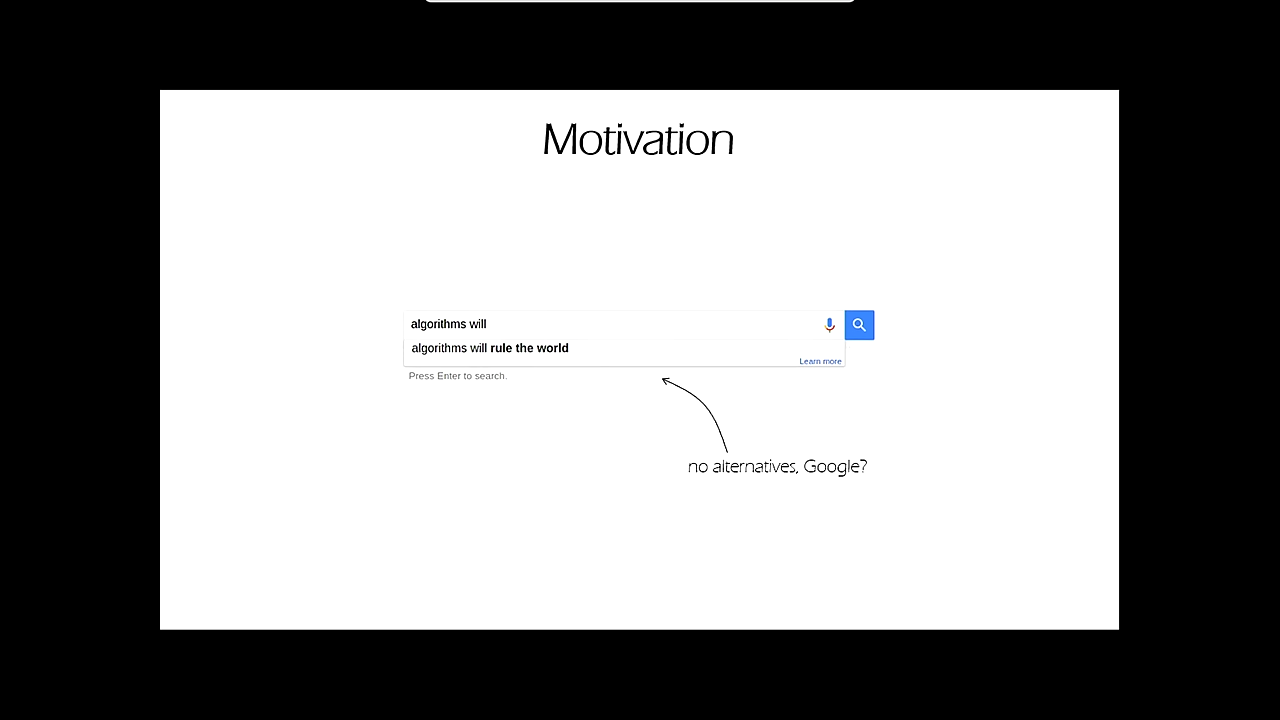 Motivation
algorithms will
algorithms will rule the world
Learn more
Press Enter to search.
no alternatives, Google?